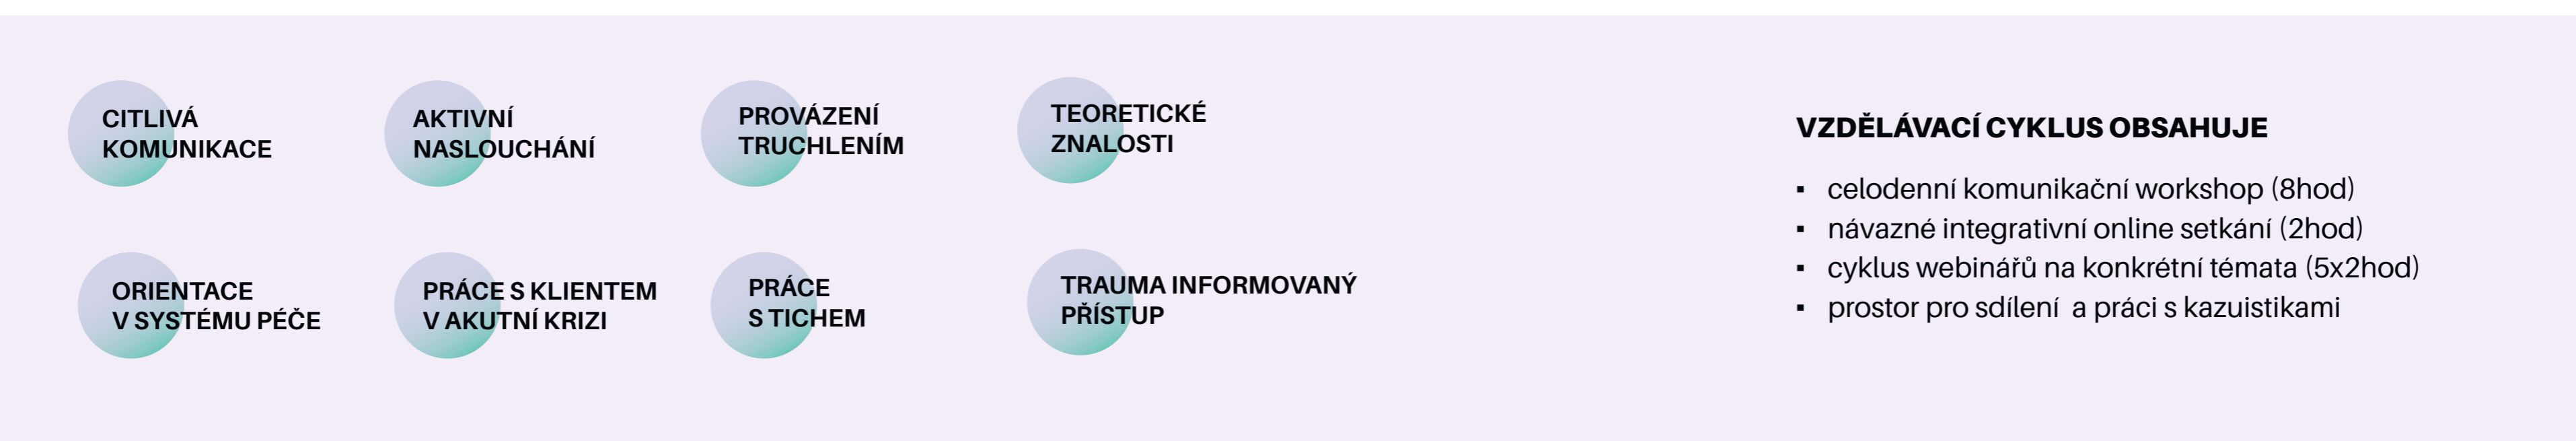 CITLIVÁ
KOMUNIKACE
AKTIVNÍ
NASLOUCHÁNÍ
PROVÁZENÍ
TRUCHLENÍM
TEORETICKÉ
ZNALOSTI
ORIENTACE
V SYSTÉMU PÉČE
PRÁCE S KLIENTEM
V AKUTNÍ KRIZI
PRÁCE
S TICHEM
TRAUMA INFORMOVANÝ
PŘÍSTUP
VZDĚLÁVACÍ CYKLUS OBSAHUJE
▪ celodenní komunikační workshop (8hod)
▪ návazné integrativní online setkání (2hod)
▪ cyklus webinářů na konkrétní témata (5x2hod)
▪ prostor pro sdílení  a práci s kazuistikami